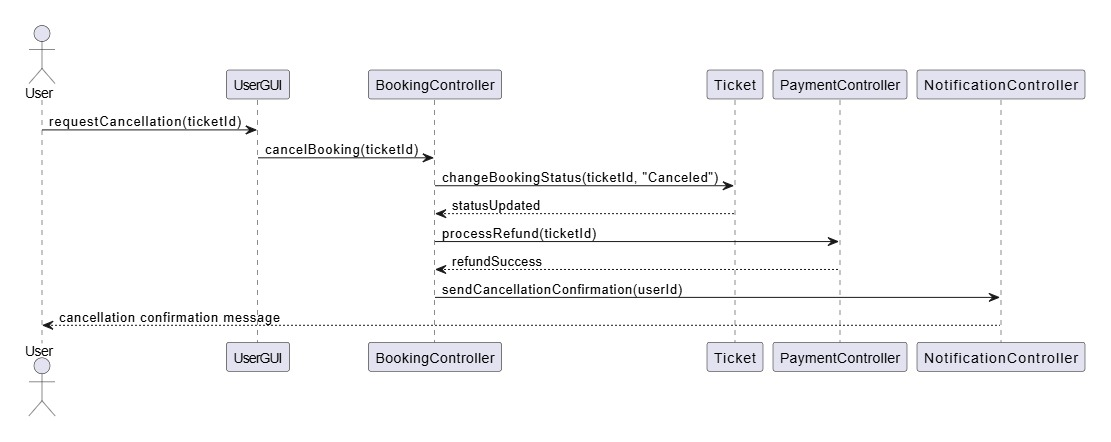 User
UserGUI
BookingController
Ticket
PaymentController
NotificationController
requestCancellation(ticketId)
cancelBooking(ticketId)
changeBookingStatus(ticketId, "Canceled")
statusUpdated
processRefund(ticketId)
refundSuccess
sendCancellationConfirmation(userId)
cancellation confirmation message
User
UserGUI
BookingController
Ticket
PaymentController
NotificationController